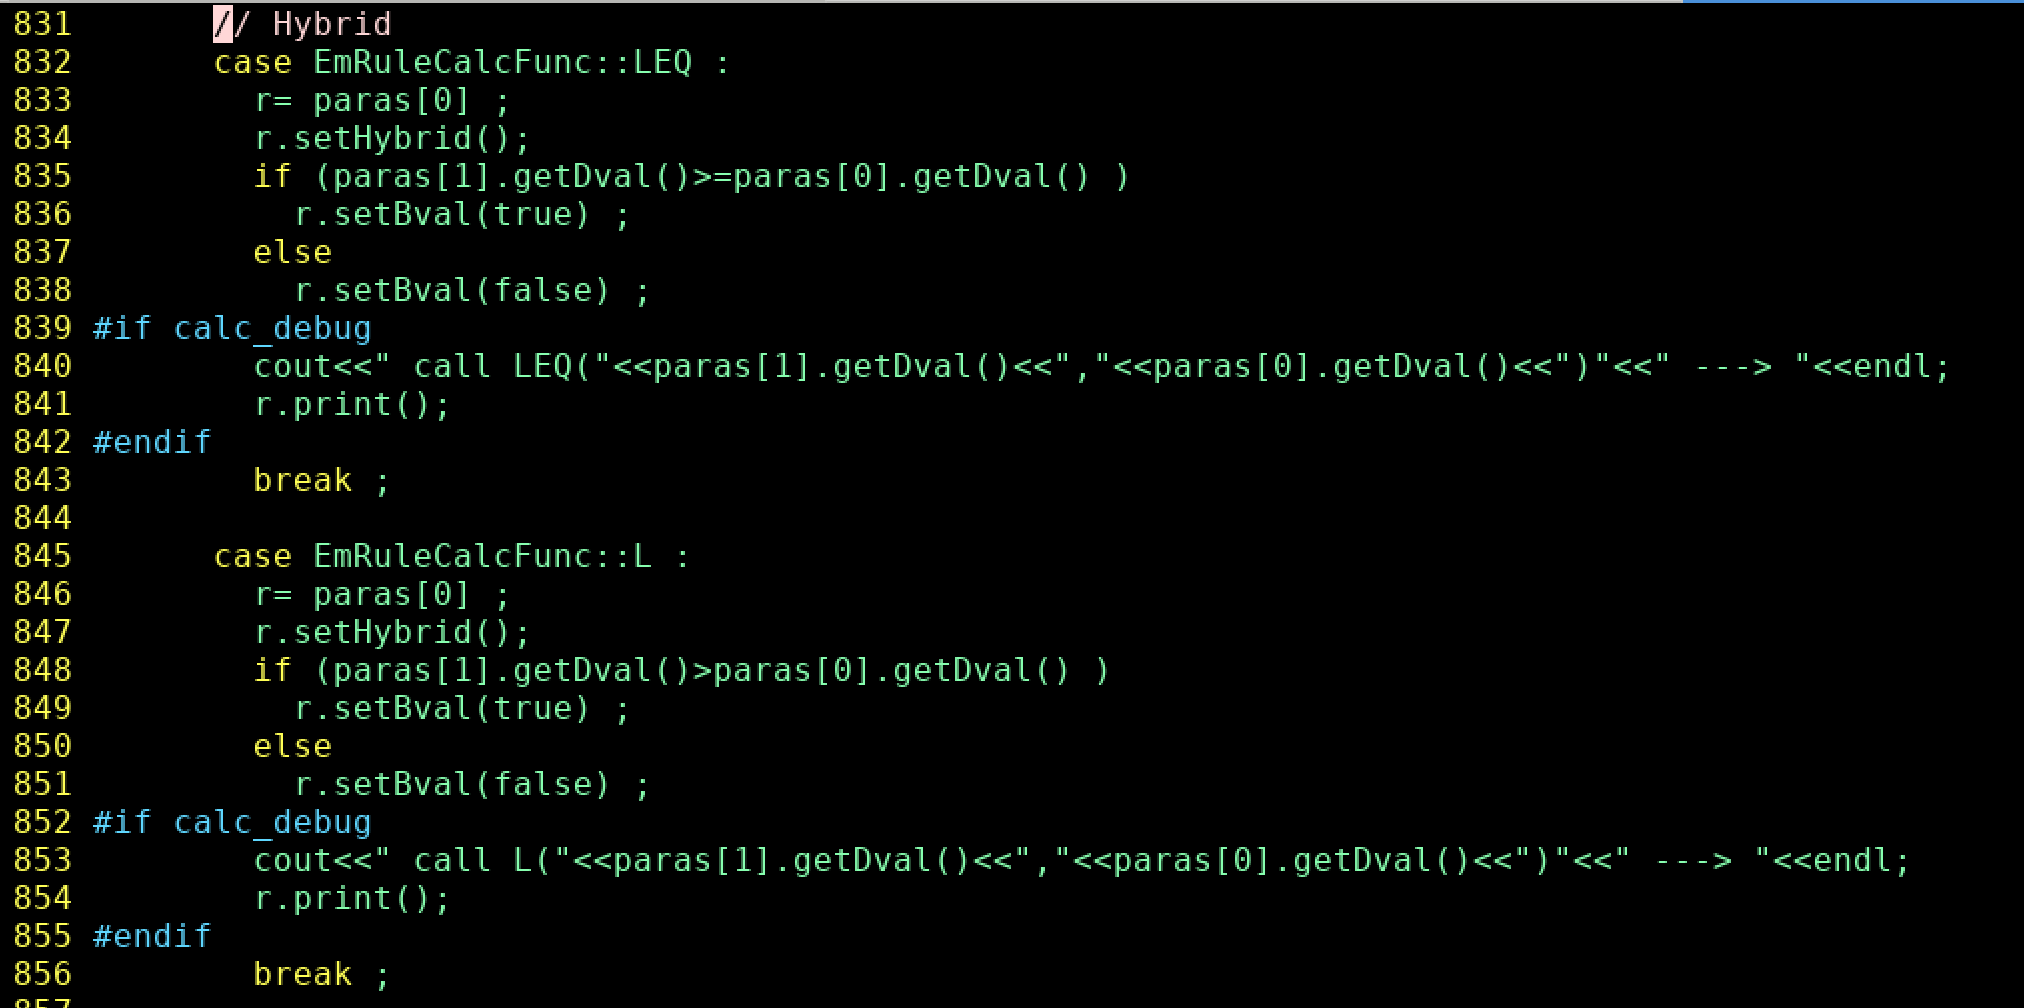 831 // Hybrid
832 case EmRuleCalcFunc::LEQ :
833 r= paras[0] ;
834 r.setHybrid();
835 if (paras[1].getDval()>=paras[0].getDval() )
836 r.setBval(true) ;
837 else
838 r.setBval(false) ;
839 #if calc_debug
840 cout<<" call LEQ("<<paras[1].getDval()<<","<<paras[0].getDval()<<")"<<" ---> "<<endl;
841 r.print();
842 #endif
843 break ;
844
845 case EmRuleCalcFunc::L :
846 r= paras[0] ;
847 r.setHybrid();
848 if (paras[1].getDval()>paras[0].getDval() )
849 r.setBval(true) ;
850 else
851 r.setBval(false) ;
852 #if calc_debug
853 cout<<" call L("<<paras[1].getDval()<<","<<paras[0].getDval()<<")"<<" ---> "<<endl;
854 r.print();
855 #endif
856 break ;
857